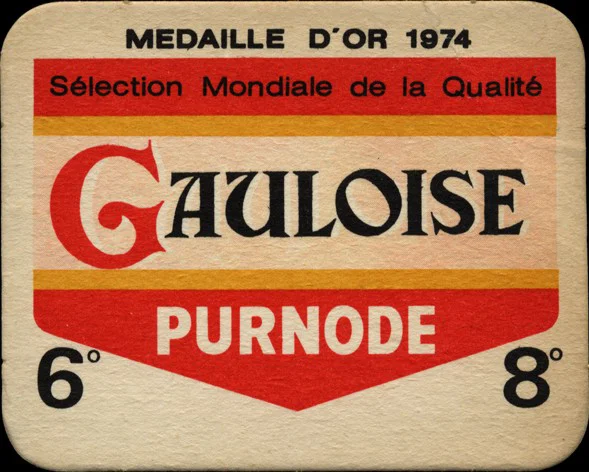 MEDAILLE D'OR 1974
Sélection Mondiale de la Qualité
GAULOISE
PURNODE
6° 8°